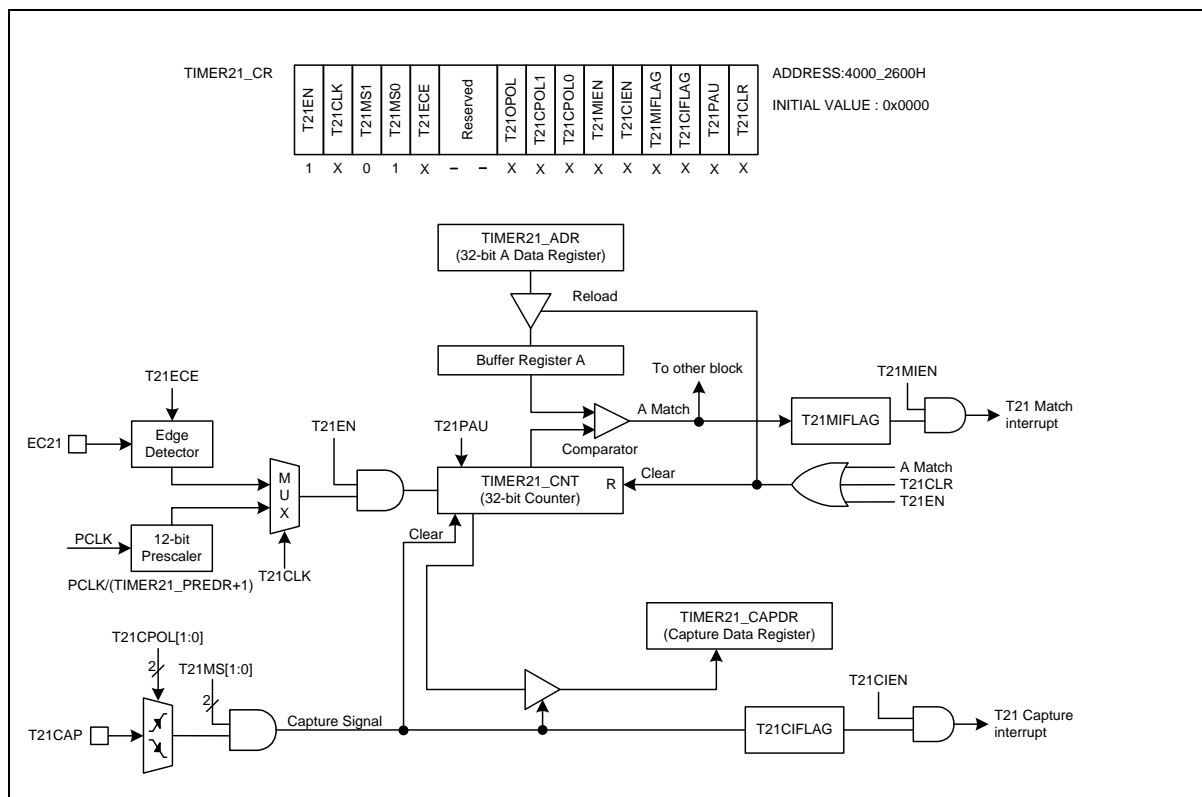 TIMER21_CR
T21EN
T21CLK
T21MS1
T21MS0
T21ECE
Reserved
T21OPOL
T21CPOL1
T21CPOL0
T21MIEN
T21CIEN
T21MIFLAG
T21CIFLAG
T21PAU
T21CLR
ADDRESS:4000_2600H
INITIAL VALUE : 0x0000
1 X 0 1 X – – X X X X X X X X X
TIMER21_ADR
(32-bit A Data Register)
Reload
Buffer Register A
To other block
T21MIEN
T21ECE
A Match
T21MIFLAG
T21 Match
interrupt
EC21
Edge
Detector
T21EN
T21PAU
Comparator
MUX
TIMER21_CNT
(32-bit Counter)
R
Clear
A Match
T21CLR
T21EN
PCLK
12-bit
Prescaler
Clear
T21CLK
PCLK/(TIMER21_PREDR+1)
TIMER21_CAPDR
(Capture Data Register)
T21CPOL[1:0]
2
T21MS[1:0]
2
T21CIEN
T21CAP
Capture Signal
T21CIFLAG
T21 Capture
interrupt